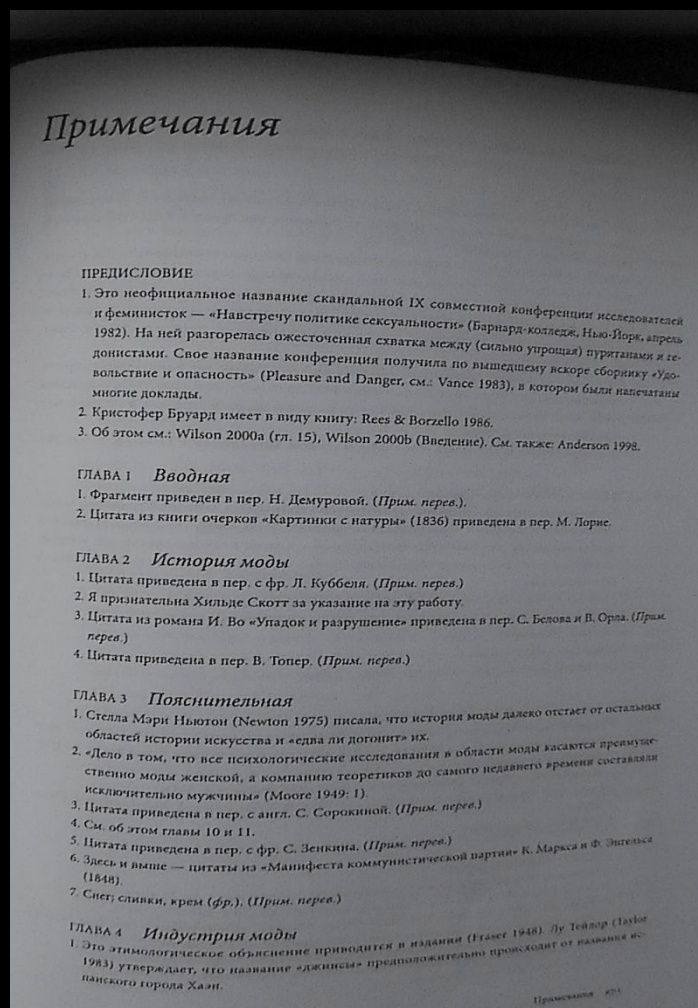 Примечания
ПРЕДИСЛОВИЕ
1. Это неофициальное название скандальной IX совместной конференции исследователей
и феминисток — «Навстречу политике сексуальности» (Барнард-колледж, Нью-Йорк, апрель
1982). На ней разгорелась ожесточенная схватка между (сильно упрощая) пуританами и ге-
донистами. Свое название конференция получила по вышедшему вскоре сборнику «Удо-
вольствие и опасность» (Pleasure and Danger, см.: Vance 1983), в котором были напечатаны
многие доклады.
2. Кристофер Бруард имеет в виду книгу: Rees & Borzello 1986.
3. Об этом см.: Wilson 2000a (гл. 15), Wilson 2000b (Введение). См. также: Anderson 1998.
ГЛАВА 1 Вводная
1. Фрагмент приведен в пер. Н. Демуровой. (Прим. перев.).
2. Цитата из книги очерков «Картинки с натуры» (1836) приведена в пер. М. Лорие.
ГЛАВА 2 История моды
1. Цитата приведена в пер. с фр. Л. Куббеля. (Прим. перев.)
2. Я признательна Хильде Скотт за указание на эту работу.
3. Цитата из романа И. Во «Упадок и разрушение» приведена в пер. С. Белова и В. Орла. (Прим.
перев.)
4. Цитата приведена в пер. В. Топер. (Прим. перев.)
ГЛАВА 3 Пояснительная
1. Стелла Мэри Ньютон (Newton 1975) писала, что история моды далеко отстает от остальных
областей истории искусства и «едва ли догонит» их.
2. «Дело в том, что все психологические исследования в области моды касаются преимуще-
ственно моды женской, а компанию теоретиков до самого недавнего времени составляли
исключительно мужчины» (Moore 1949: 1).
3. Цитата приведена в пер. с англ. С. Сорокиной. (Прим. перев.)
4. См. об этом главы 10 и 11.
5. Цитата приведена в пер. с фр. С. Зенкина. (Прим. перев.)
6. Здесь и выше — цитаты из «Манифеста коммунистической партии» К. Маркса и Ф. Энгельса
(1848).
7. Снег; сливки, крем (фр.). (Прим. перев.)
ГЛАВА 4 Индустрия моды
1. Это этимологическое объяснение приводится в издании (Fraser 1948). Лу Тейлор (Taylor
1983) утверждает, что название «джинсы» предположительно происходит от названия ис-
панского города Хаэн.
Примечания